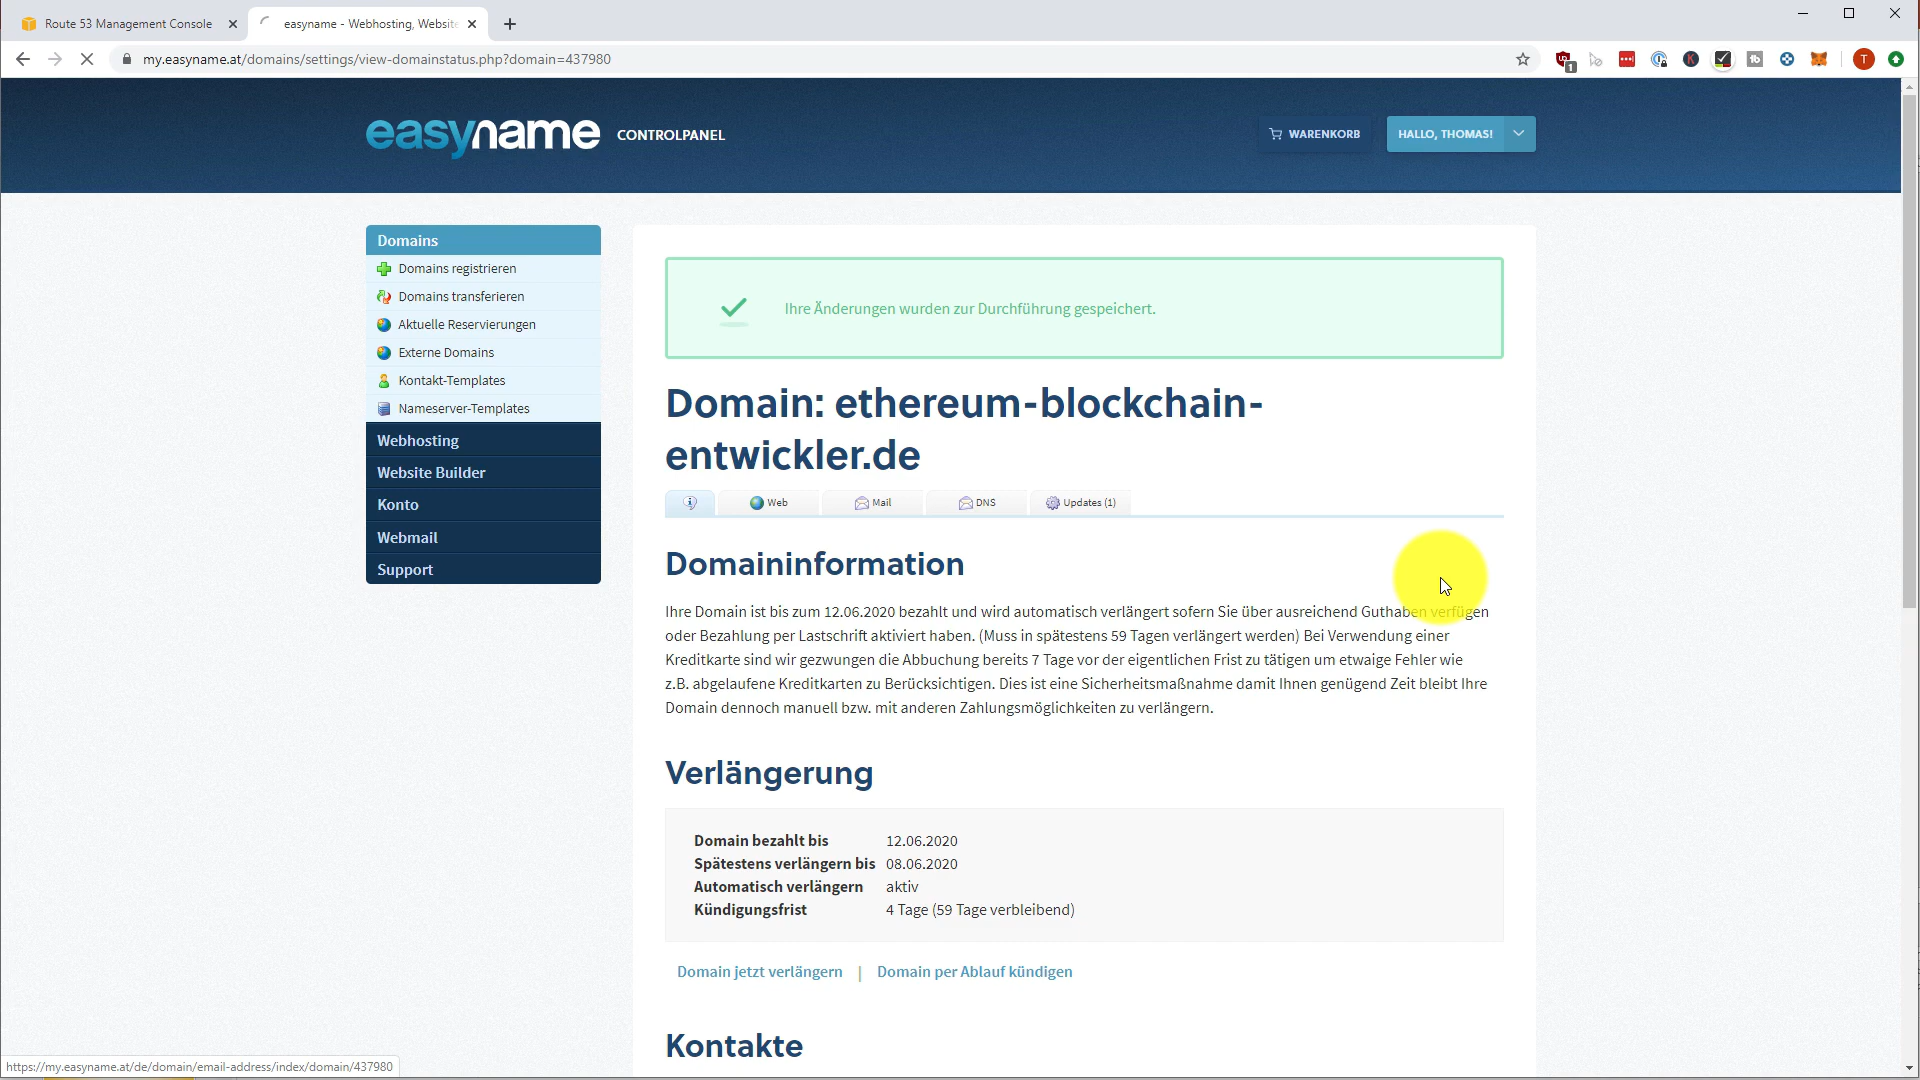 Route 53 Management Console
easyname - Webhosting, Website
my.easyname.at/domains/settings/view-domainstatus.php?domain=437980
1
T
easyname CONTROLPANEL
WARENKORB
HALLO, THOMAS!
Domains
Domains registrieren
Domains transferieren
Aktuelle Reservierungen
Externe Domains
Kontakt-Templates
Nameserver-Templates
Webhosting
Website Builder
Konto
Webmail
Support
Ihre Änderungen wurden zur Durchführung gespeichert.
Domain: ethereum-blockchain-
entwickler.de
Web
Mail
DNS
Updates (1)
Domaininformation
Ihre Domain ist bis zum 12.06.2020 bezahlt und wird automatisch verlängert sofern Sie über ausreichend Guthaben verfügen
oder Bezahlung per Lastschrift aktiviert haben. (Muss in spätestens 59 Tagen verlängert werden) Bei Verwendung einer
Kreditkarte sind wir gezwungen die Abbuchung bereits 7 Tage vor der eigentlichen Frist zu tätigen um etwaige Fehler wie
z.B. abgelaufene Kreditkarten zu Berücksichtigen. Dies ist eine Sicherheitsmaßnahme damit Ihnen genügend Zeit bleibt Ihre
Domain dennoch manuell bzw. mit anderen Zahlungsmöglichkeiten zu verlängern.
Verlängerung
Domain bezahlt bis 12.06.2020
Spätestens verlängern bis 08.06.2020
Automatisch verlängern aktiv
Kündigungsfrist 4 Tage (59 Tage verbleibend)
Domain jetzt verlängern | Domain per Ablauf kündigen
Kontakte
https://my.easyname.at/de/domain/email-address/index/domain/437980